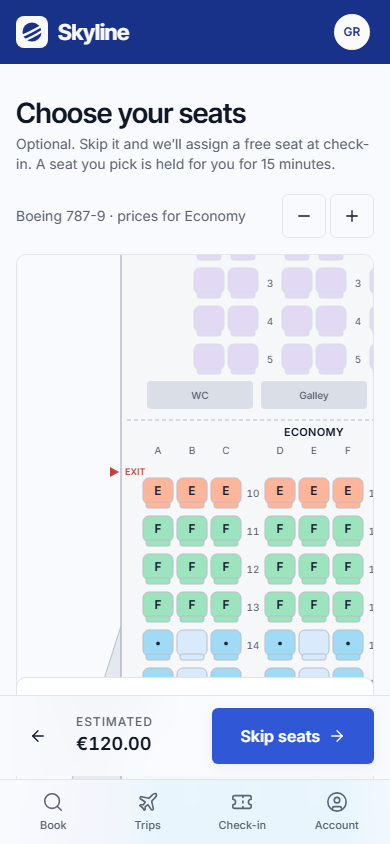 Skyline
GR
Choose your seats
Optional. Skip it and we'll assign a free seat at check-
in. A seat you pick is held for you for 15 minutes.
Boeing 787-9 · prices for Economy
3 3
4 4
5 5
WC Galley
ECONOMY
A B C D E F
EXIT
E E E 10 E E E
F F F 11 F F F
F F F 12 F F F
F F F 13 F F F
14
ESTIMATED
€120.00
Skip seats
Book Trips Check-in Account